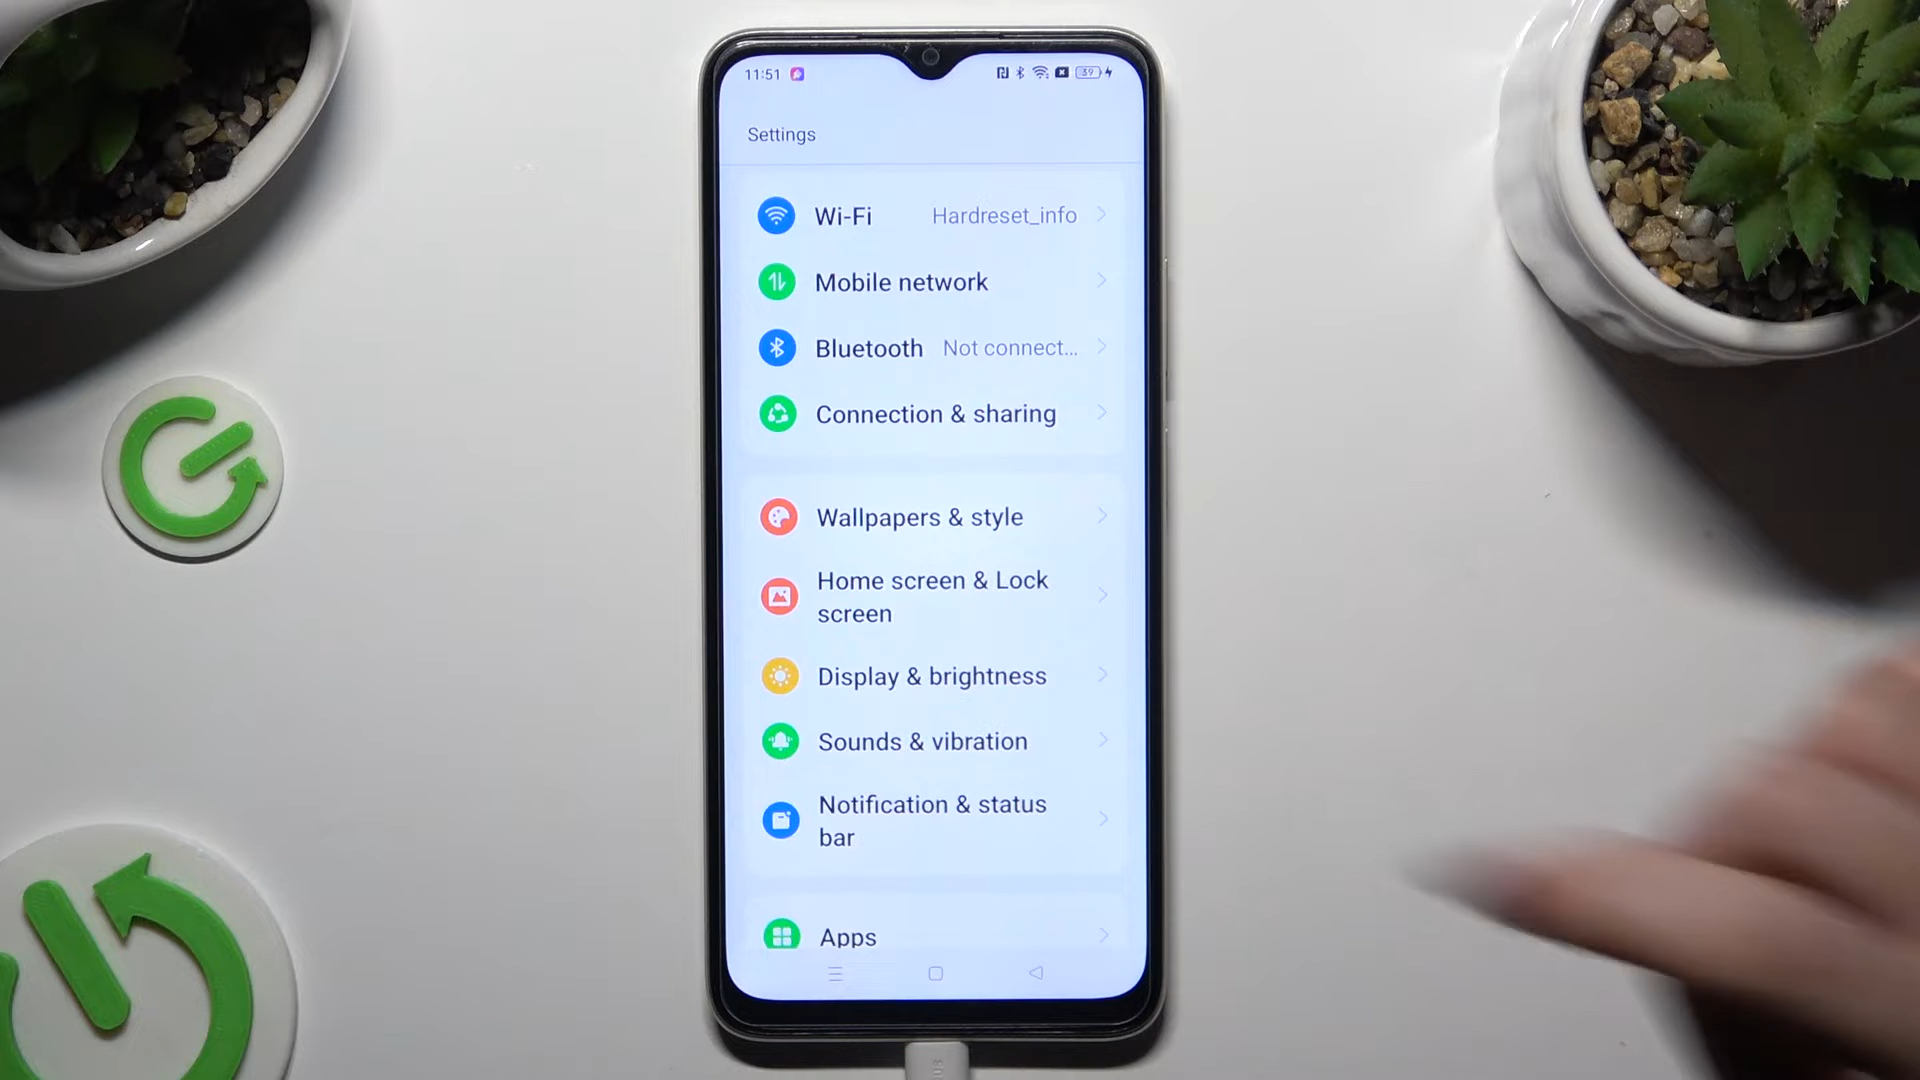 11:51
39
Settings
Wi-Fi Hardreset_info
Mobile network
Bluetooth Not connect...
Connection & sharing
Wallpapers & style
Home screen & Lock
screen
Display & brightness
Sounds & vibration
Notification & status
bar
Apps